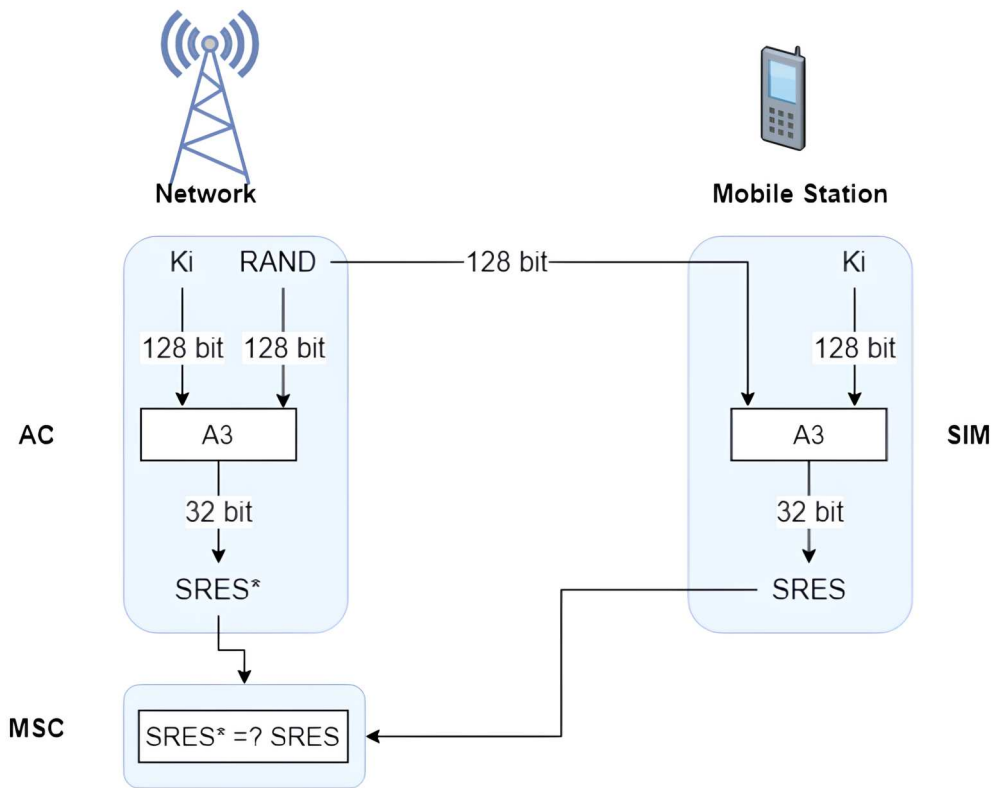 Network
Mobile Station
Ki RAND 128 bit Ki
128 bit 128 bit 128 bit
AC A3 A3 SIM
32 bit 32 bit
SRES* SRES
MSC SRES* =? SRES